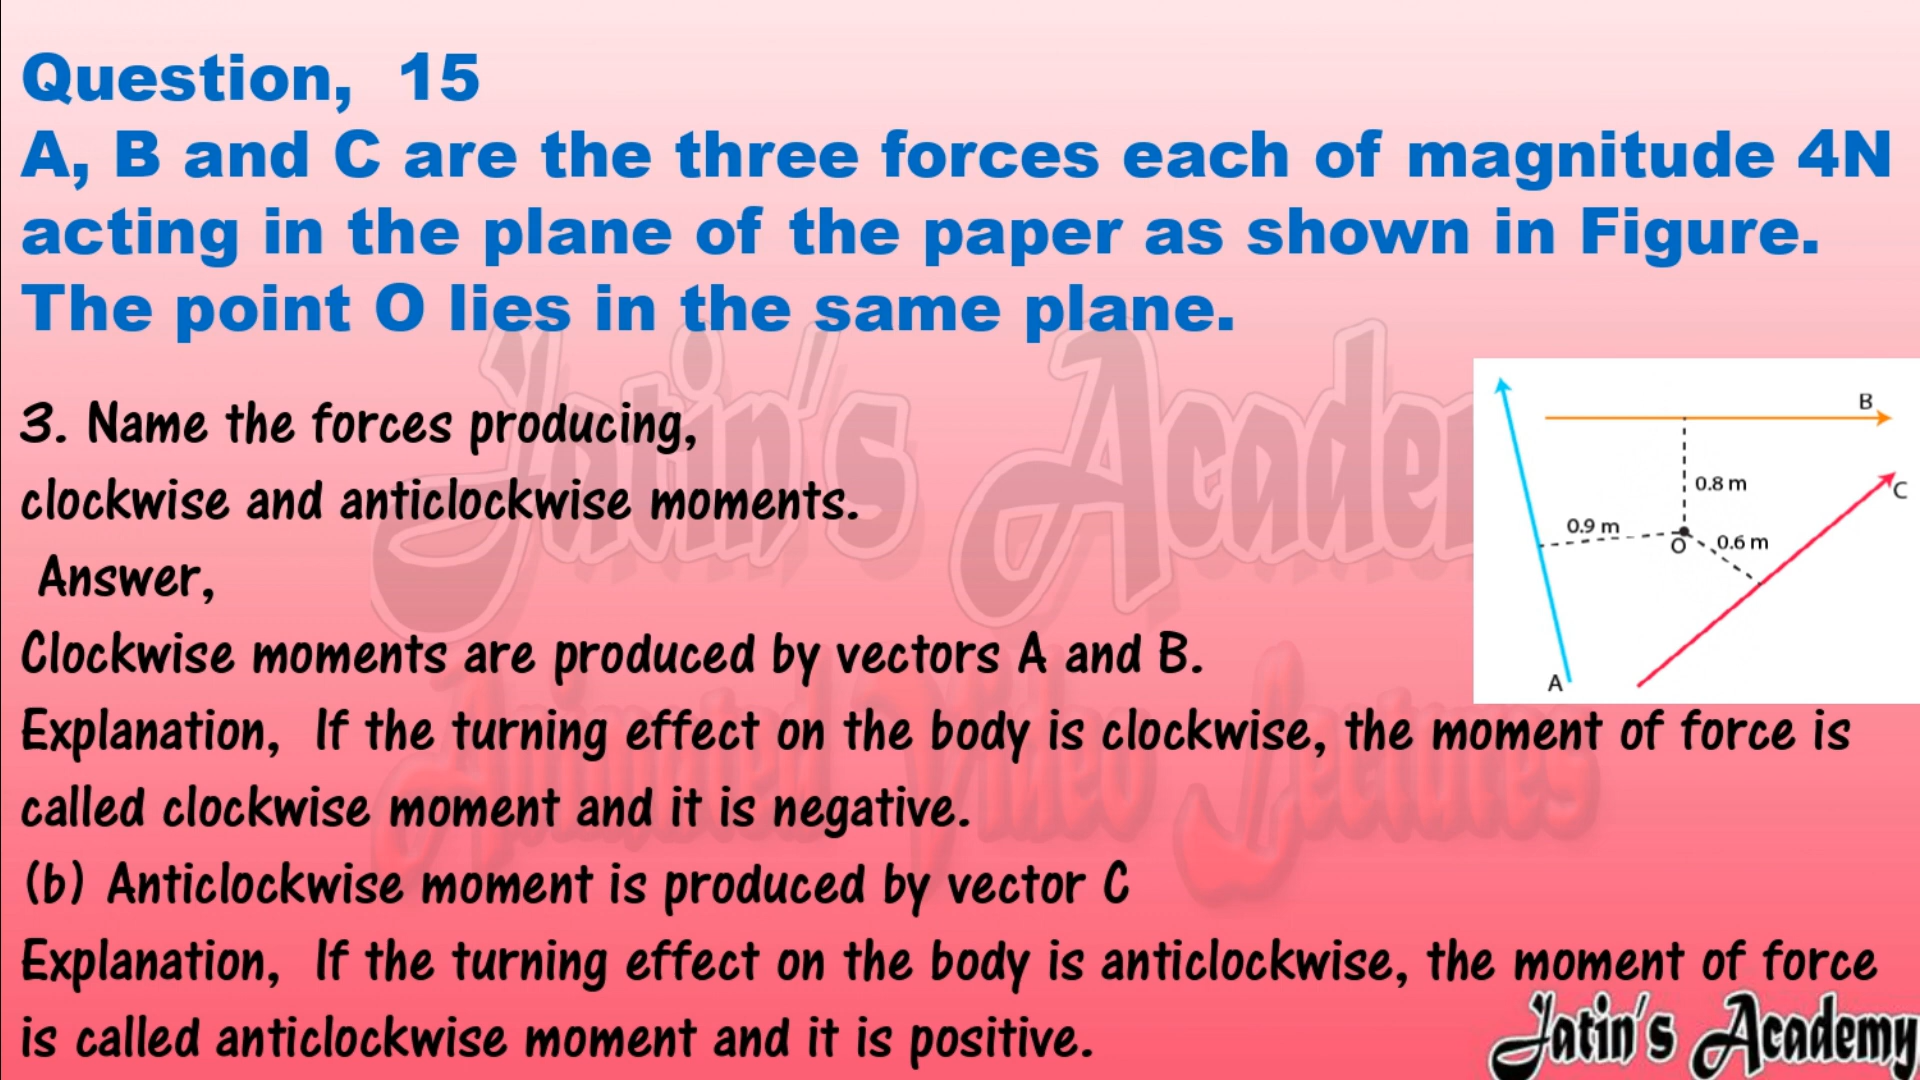 Question, 15
A, B and C are the three forces each of magnitude 4N
acting in the plane of the paper as shown in Figure.
The point O lies in the same plane.
3. Name the forces producing,
clockwise and anticlockwise moments.
Answer,
Clockwise moments are produced by vectors A and B.
Explanation, If the turning effect on the body is clockwise, the moment of force is
called clockwise moment and it is negative.
(b) Anticlockwise moment is produced by vector C
Explanation, If the turning effect on the body is anticlockwise, the moment of force
is called anticlockwise moment and it is positive.
B
0.8 m
C
0.9 m
O
0.6 m
A
Jatin's Academy
Animated Video Lectures
Jatin's Academy